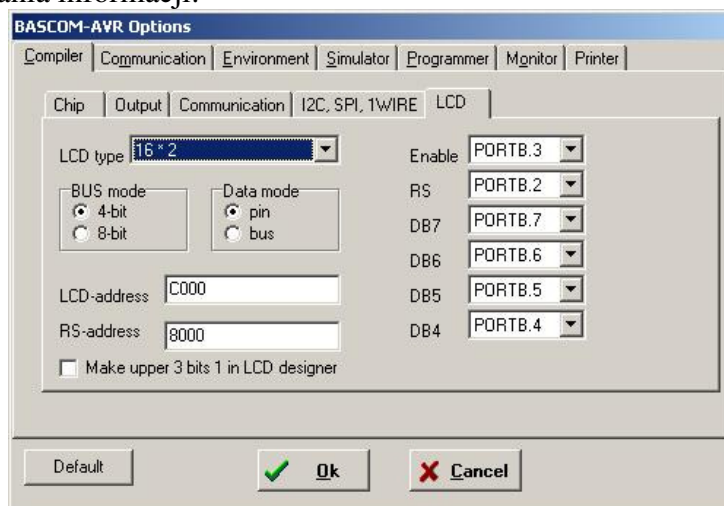 ania informacji.
BASCOM-AVR Options
Compiler Communication Environment Simulator Programmer Monitor Printer
Chip Output Communication I2C, SPI, 1WIRE LCD
LCD type 16 * 2
BUS mode
4-bit
8-bit
Data mode
pin
bus
LCD-address C000
RS-address 8000
Make upper 3 bits 1 in LCD designer
Enable PORTB.3
RS PORTB.2
DB7 PORTB.7
DB6 PORTB.6
DB5 PORTB.5
DB4 PORTB.4
Default Ok Cancel